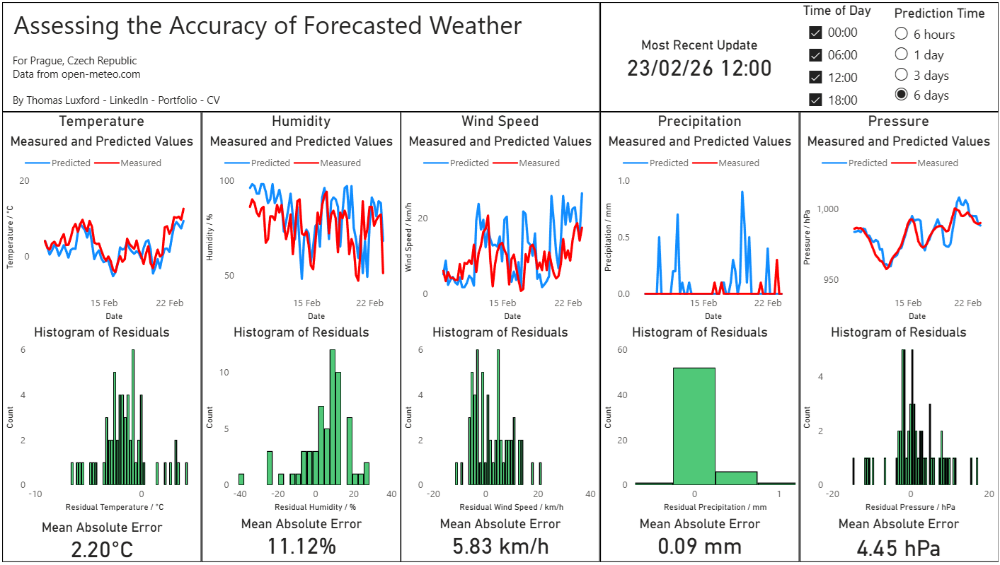 Assessing the Accuracy of Forecasted Weather
For Prague, Czech Republic
Data from open-meteo.com
By Thomas Luxford - LinkedIn - Portfolio - CV
Most Recent Update
23/02/26 12:00
Time of Day
00:00
06:00
12:00
18:00
Prediction Time
6 hours
1 day
3 days
6 days
Temperature
Measured and Predicted Values
Predicted Measured
20
0
Temperature / °C
15 Feb 22 Feb
Date
Histogram of Residuals
6
4
2
0
Count
-10 0
Residual Temperature / °C
Mean Absolute Error
2.20°C
Humidity
Measured and Predicted Values
Predicted Measured
100
50
Humidity / %
15 Feb 22 Feb
Date
Histogram of Residuals
10
5
0
Count
-40 -20 0 20 40
Residual Humidity / %
Mean Absolute Error
11.12%
Wind Speed
Measured and Predicted Values
Predicted Measured
20
0
Wind Speed / km/h
15 Feb 22 Feb
Date
Histogram of Residuals
6
4
2
0
Count
-20 0 20 40
Residual Wind Speed / km/h
Mean Absolute Error
5.83 km/h
Precipitation
Measured and Predicted Values
Predicted Measured
1.0
0.5
0.0
Precipitation / mm
15 Feb 22 Feb
Date
Histogram of Residuals
60
40
20
0
Count
0 1
Residual Precipitation / mm
Mean Absolute Error
0.09 mm
Pressure
Measured and Predicted Values
Predicted Measured
1,000
950
Pressure / hPa
15 Feb 22 Feb
Date
Histogram of Residuals
4
2
0
Count
-20 0 20
Residual Pressure / hPa
Mean Absolute Error
4.45 hPa